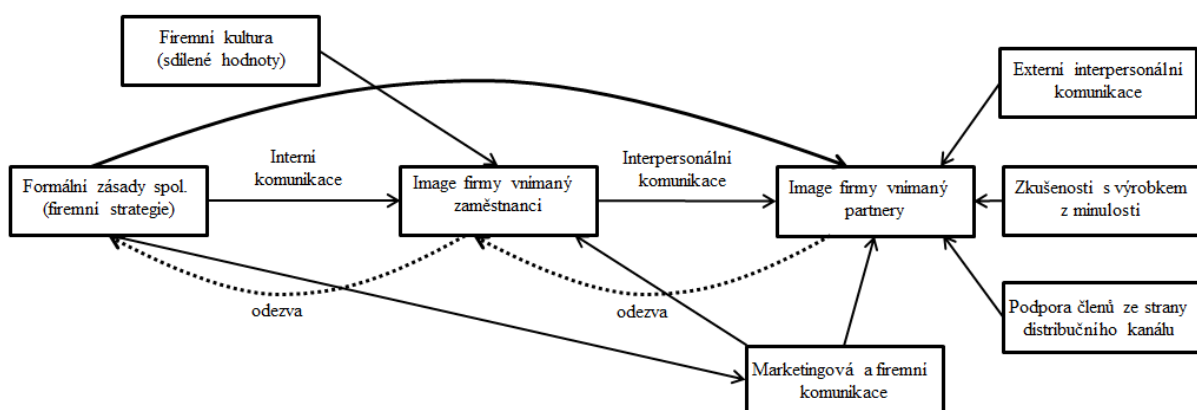 Firemní kultura
(sdílené hodnoty)
Externí interpersonální
komunikace
Interní
komunikace
Interpersonální
komunikace
Formální zásady spol.
(firemní strategie)
Image firmy vnímaný
zaměstnanci
Image firmy vnímaný
partnery
Zkušenosti s výrobkem
z minulosti
odezva
odezva
Podpora členů ze strany
distribučního kanálu
Marketingová a firemní
komunikace